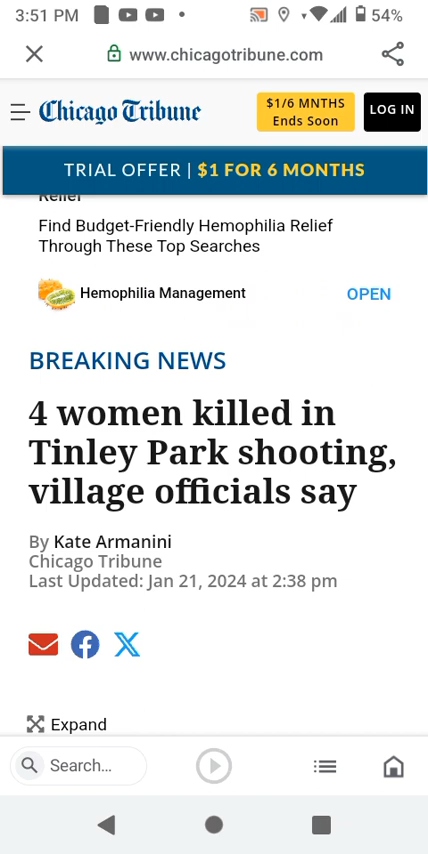 3:51 PM
54%
www.chicagotribune.com
Chicago Tribune
$1/6 MNTHS
Ends Soon
LOG IN
TRIAL OFFER | $1 FOR 6 MONTHS
Relief
Find Budget-Friendly Hemophilia Relief
Through These Top Searches
Hemophilia Management
OPEN
BREAKING NEWS
4 women killed in
Tinley Park shooting,
village officials say
By Kate Armanini
Chicago Tribune
Last Updated: Jan 21, 2024 at 2:38 pm
Expand
Search...